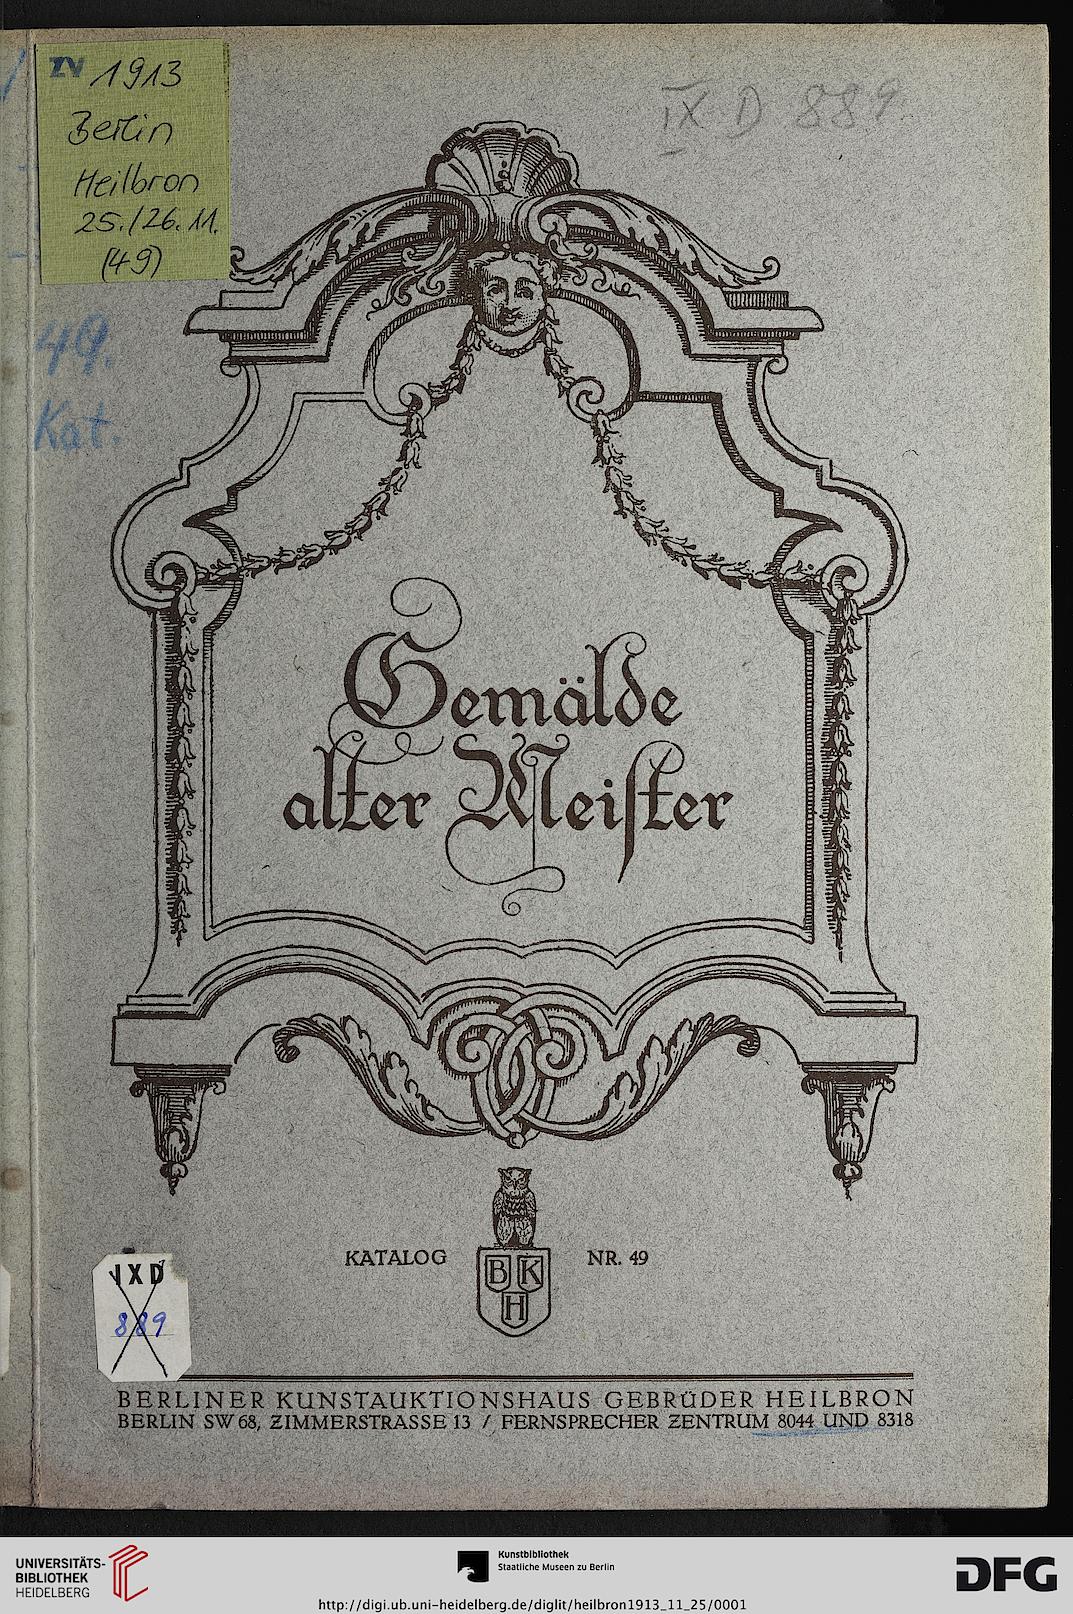 ZV 1913
Berlin
Heilbron
25./26.11.
(49)
IX D 889
49.
Kat.
Gemälde
alter Meiſter
KATALOG NR. 49
B K
H
IXD
889
BERLINER KUNSTAUKTIONSHAUS GEBRÜDER HEILBRON
BERLIN SW 68, ZIMMERSTRASSE 13 / FERNSPRECHER ZENTRUM 8044 UND 8318
UNIVERSITÄTS-
BIBLIOTHEK
HEIDELBERG
Kunstbibliothek
Staatliche Museen zu Berlin
DFG
http://digi.ub.uni-heidelberg.de/diglit/heilbron1913_11_25/0001